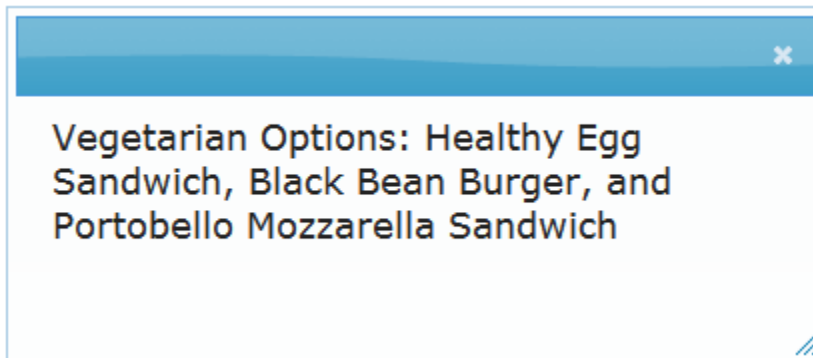 Vegetarian Options: Healthy Egg
Sandwich, Black Bean Burger, and
Portobello Mozzarella Sandwich